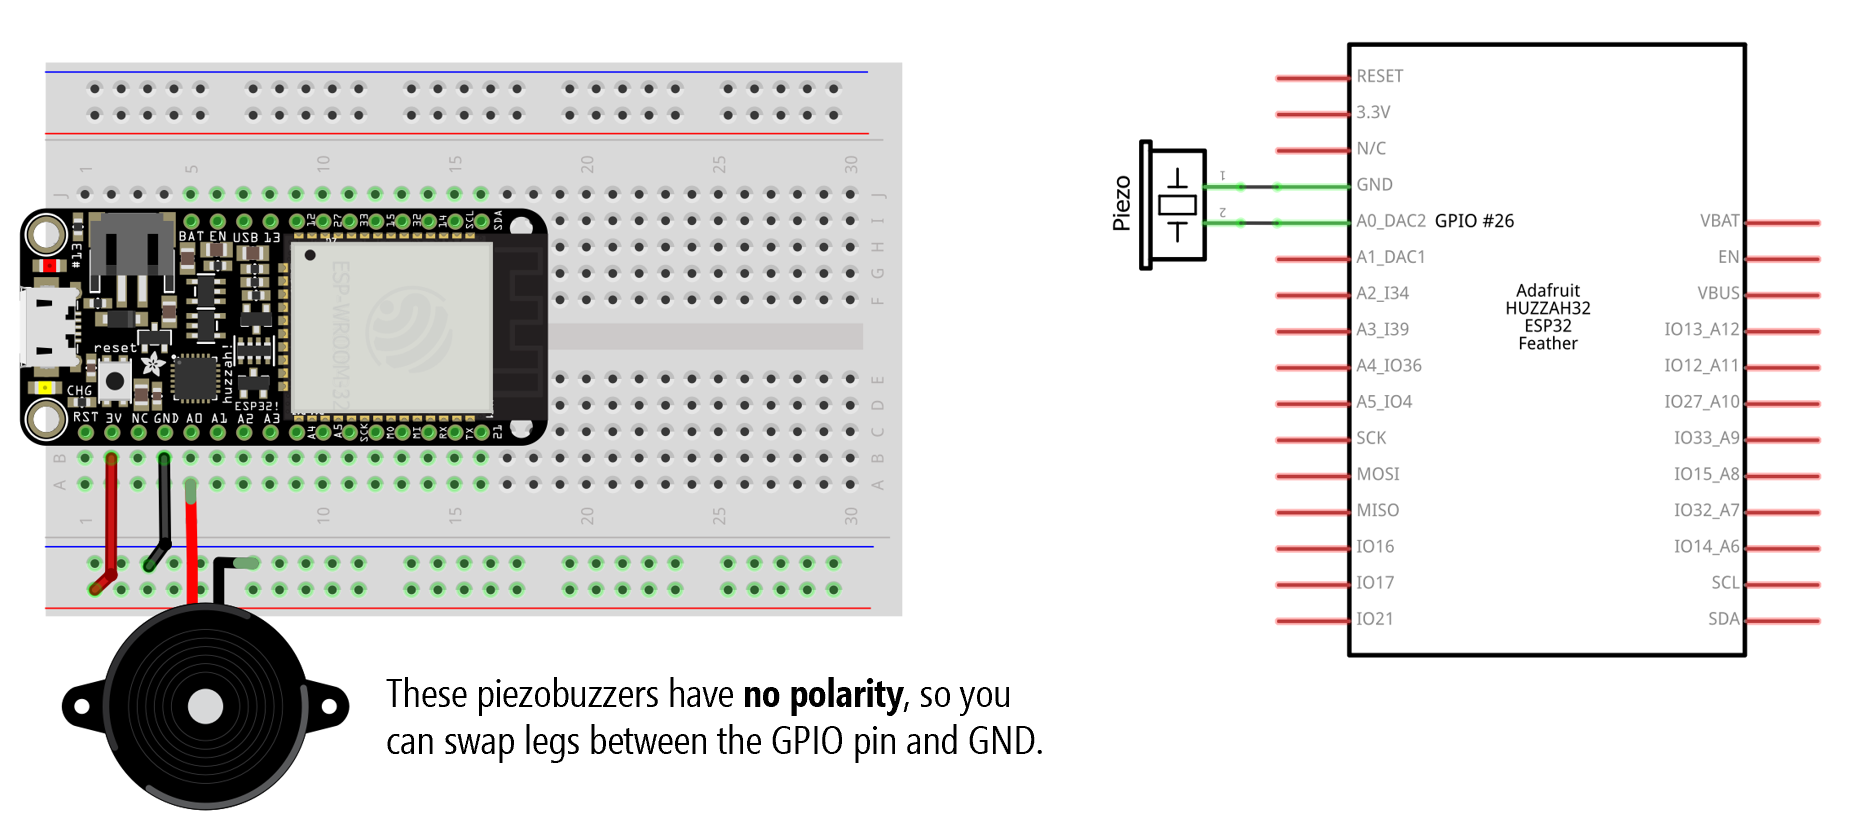 1 5 10 15 20 25 30
J J
I
H
G
F
E
D
C
B B
A A
1 10 15 20 25 30
#13
BAT EN USB 13 12 27 33 15 32 14 SCL SDA
ESP-WROOM-32
reset
huzzah!
ESP32!
CHG
RST 3V NC GND A0 A1 A2 A3 A4 A5 SCK MO MI RX TX 21
These piezobuzzers have no polarity, so you
can swap legs between the GPIO pin and GND.
Piezo
1
2
RESET
3.3V
N/C
GND
A0_DAC2 GPIO #26
A1_DAC1
A2_I34
A3_I39
A4_IO36
A5_IO4
SCK
MOSI
MISO
IO16
IO17
IO21
Adafruit
HUZZAH32
ESP32
Feather
VBAT
EN
VBUS
IO13_A12
IO12_A11
IO27_A10
IO33_A9
IO15_A8
IO32_A7
IO14_A6
SCL
SDA